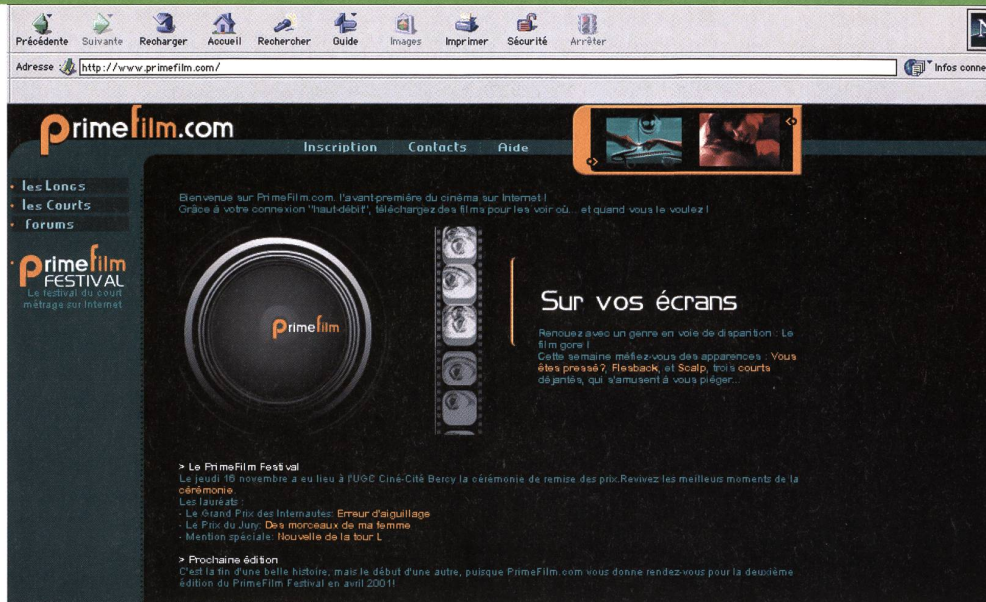 Précédente Suivante Recharger Accueil Rechercher Guide Images Imprimer Sécurité Arrêter
N
Adresse : http://www.primefilm.com/ Infos conne
primefilm.com
Inscription Contacts Aide
les Longs
les Courts
forums
primefilm
FESTIVAL
Le festival du court
métrage sur Internet
Bienvenue sur PrimeFilm.com, l'avant-première du cinéma sur Internet !
Grâce à votre connexion "haut-débit", téléchargez des films pour les voir où... et quand vous le voulez !
primefilm
Sur vos écrans
Renouez avec un genre en voie de disparition : Le
film gore !
Cette semaine méfiez-vous des apparences : Vous
êtes pressé?, Flesback, et Scalp, trois courts
déjantés, qui s'amusent à vous piéger...
> Le PrimeFilm Festival
Le jeudi 16 novembre a eu lieu à l'UGC Ciné-Cité Bercy la cérémonie de remise des prix.Revivez les meilleurs moments de la
cérémonie.
Les lauréats :
- Le Grand Prix des Internautes: Erreur d'aiguillage
- Le Prix du Jury: Des morceaux de ma femme
- Mention spéciale: Nouvelle de la tour L
> Prochaine édition
C'est la fin d'une belle histoire, mais le début d'une autre, puisque PrimeFilm.com vous donne rendez-vous pour la deuxième
édition du PrimeFilm Festival en avril 2001!